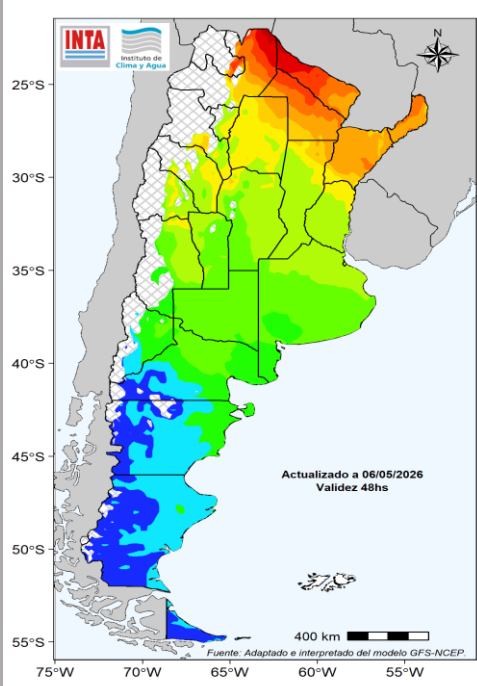 INTA
Instituto de
Clima y Agua
N
25°S
30°S
35°S
40°S
45°S
50°S
55°S
Actualizado a 06/05/2026
Validez 48hs
400 km
Fuente: Adaptado e interpretado del modelo GFS-NCEP.
75°W
70°W
65°W
60°W
55°W